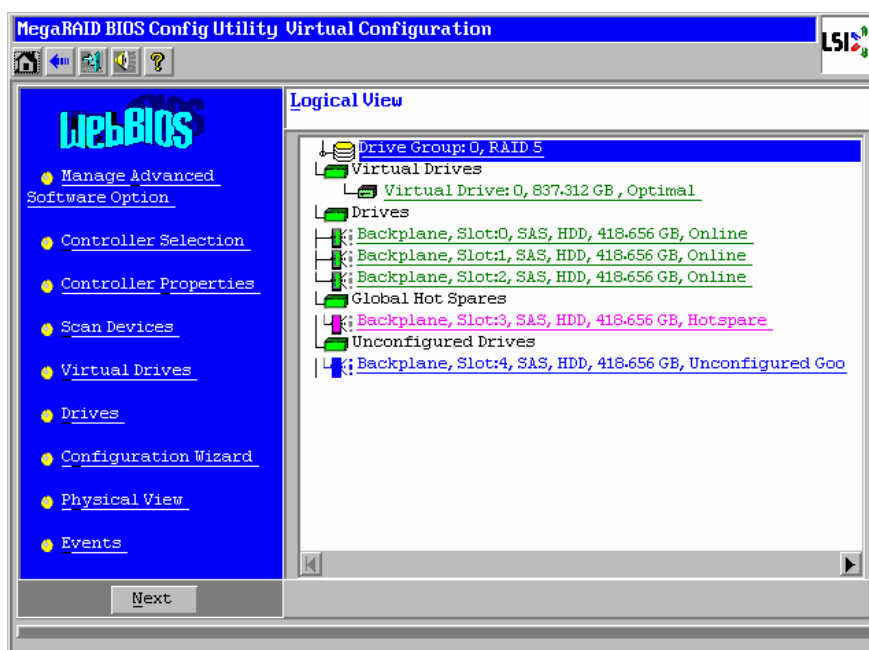 MegaRAID BIOS Config Utility Virtual Configuration
LSI
?
WebBIOS
Manage Advanced
Software Option
Controller Selection
Controller Properties
Scan Devices
Virtual Drives
Drives
Configuration Wizard
Physical View
Events
Next
Logical View
Drive Group: 0, RAID 5
Virtual Drives
Virtual Drive: 0, 837.312 GB , Optimal
Drives
Backplane, Slot:0, SAS, HDD, 418.656 GB, Online
Backplane, Slot:1, SAS, HDD, 418.656 GB, Online
Backplane, Slot:2, SAS, HDD, 418.656 GB, Online
Global Hot Spares
Backplane, Slot:3, SAS, HDD, 418.656 GB, Hotspare
Unconfigured Drives
Backplane, Slot:4, SAS, HDD, 418.656 GB, Unconfigured Goo